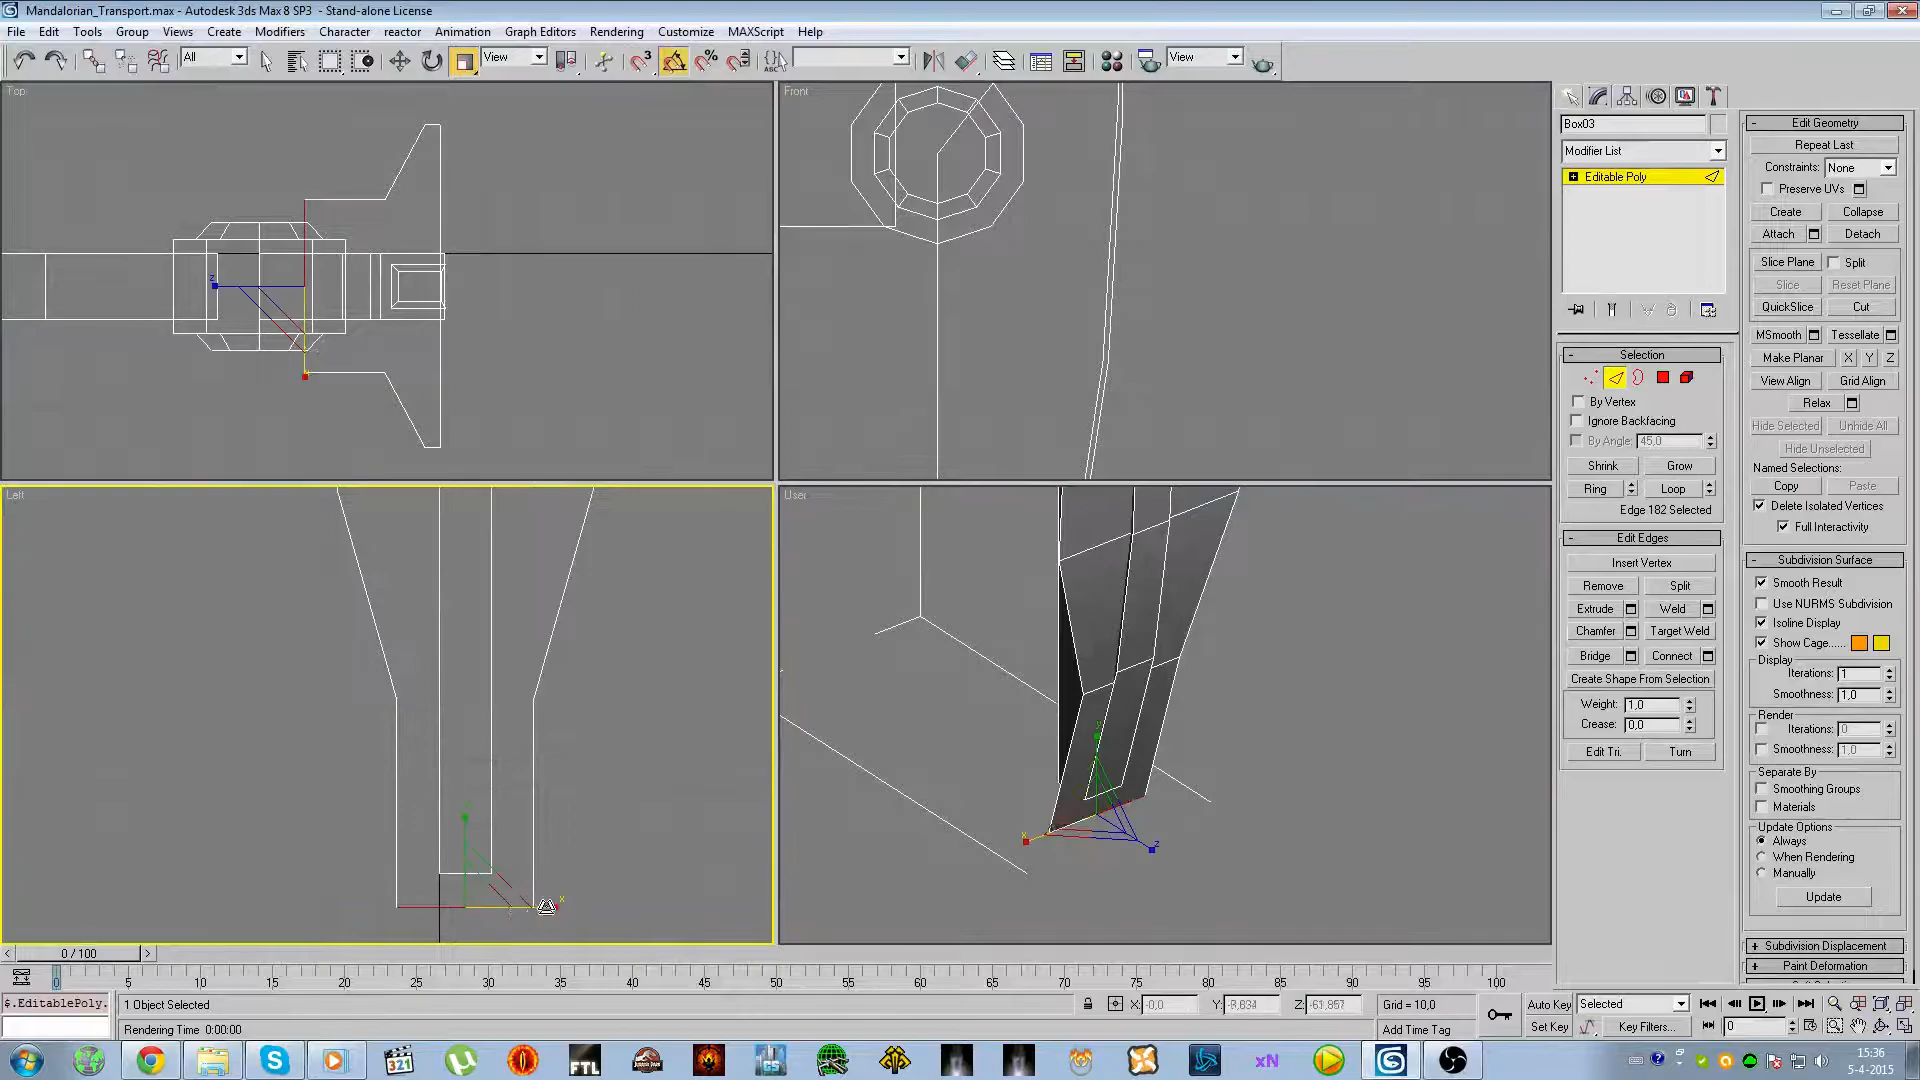 Mandalorian_Transport.max - Autodesk 3ds Max 8 SP3 - Stand-alone License
File Edit Tools Group Views Create Modifiers Character reactor Animation Graph Editors Rendering Customize MAXScript Help
All View View
Top
Front
Left
User
Box03
Modifier List
Editable Poly
Selection
By Vertex
Ignore Backfacing
By Angle: 45,0
Shrink Grow
Ring Loop
Edge 182 Selected
Edit Edges
Insert Vertex
Remove Split
Extrude Weld
Chamfer Target Weld
Bridge Connect
Create Shape From Selection
Weight: 1,0
Crease: 0,0
Edit Tri. Turn
Edit Geometry
Repeat Last
Constraints: None
Preserve UVs
Create Collapse
Attach Detach
Slice Plane Split
Slice Reset Plane
QuickSlice Cut
MSmooth Tessellate
Make Planar X Y Z
View Align Grid Align
Relax
Hide Selected Unhide All
Hide Unselected
Named Selections:
Copy Paste
Delete Isolated Vertices
Full Interactivity
Subdivision Surface
Smooth Result
Use NURMS Subdivision
Isoline Display
Show Cage......
Display
Iterations: 1
Smoothness: 1,0
Render
Iterations: 0
Smoothness: 1,0
Separate By
Smoothing Groups
Materials
Update Options
Always
When Rendering
Manually
Update
Subdivision Displacement
Paint Deformation
0 / 100
0 5 10 15 20 25 30 35 40 45 50 55 60 65 70 75 80 85 90 95 100
$.EditablePoly.
1 Object Selected
X: -0,0 Y: -8,634 Z: -61,857
Grid = 10,0
Auto Key Selected
Rendering Time 0:00:00
Add Time Tag
Set Key Key Filters...
0
321 FTL xN
15:36
5-4-2015